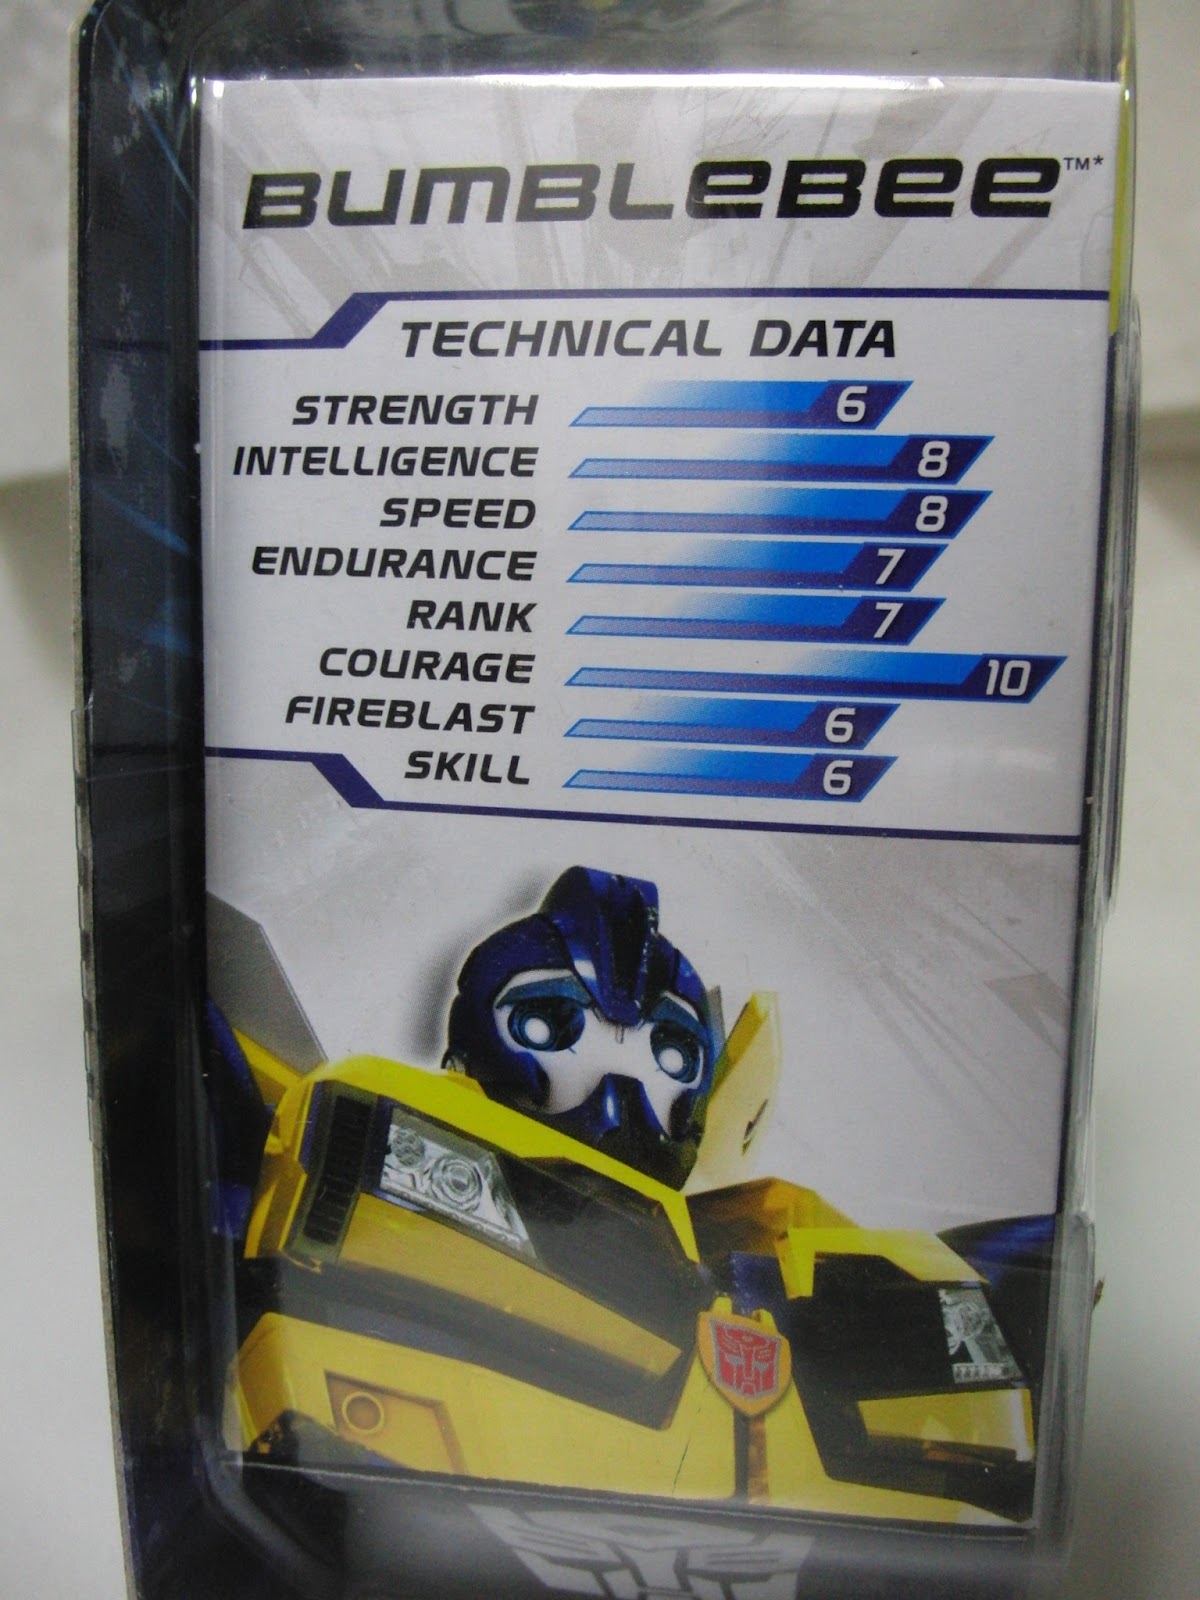 BUMBLEBEE™*
TECHNICAL DATA
STRENGTH 6
INTELLIGENCE 8
SPEED 8
ENDURANCE 7
RANK 7
COURAGE 10
FIREBLAST 6
SKILL 6